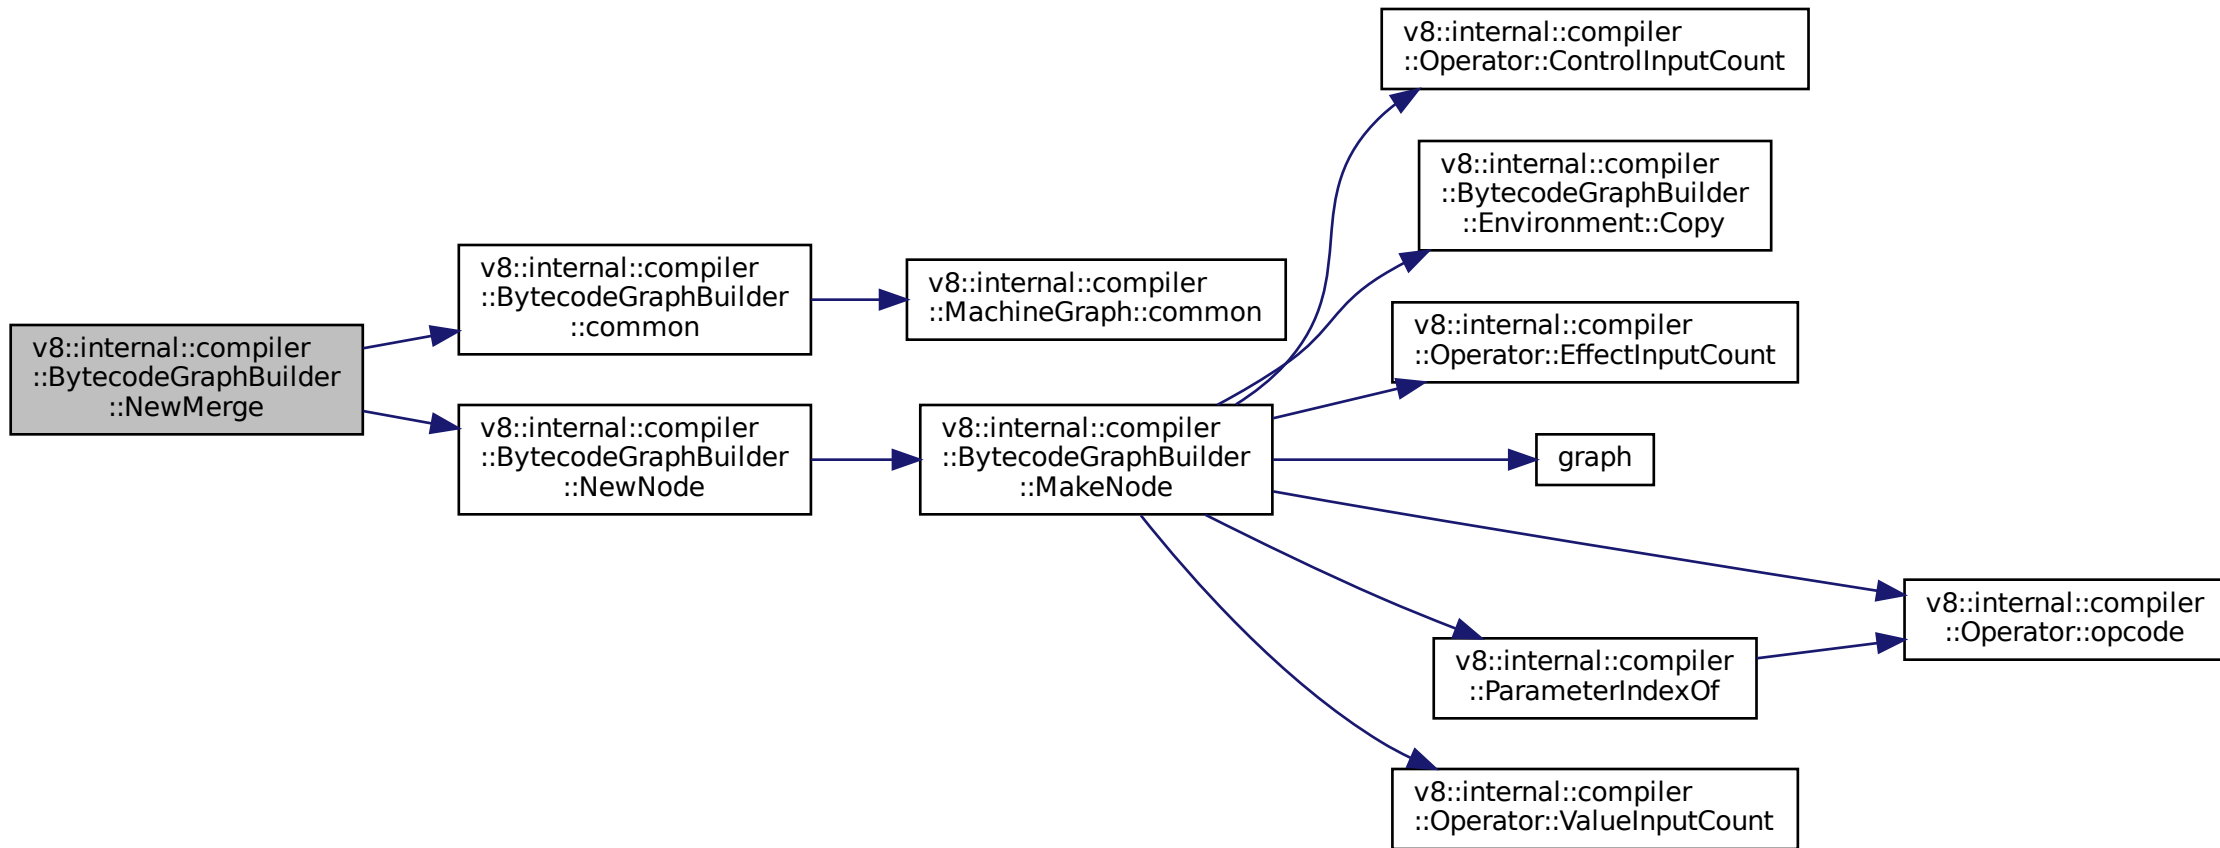 v8::internal::compiler
::BytecodeGraphBuilder
::NewMerge
v8::internal::compiler
::BytecodeGraphBuilder
::common
v8::internal::compiler
::MachineGraph::common
v8::internal::compiler
::BytecodeGraphBuilder
::NewNode
v8::internal::compiler
::BytecodeGraphBuilder
::MakeNode
v8::internal::compiler
::Operator::ControlInputCount
v8::internal::compiler
::BytecodeGraphBuilder
::Environment::Copy
v8::internal::compiler
::Operator::EffectInputCount
graph
v8::internal::compiler
::Operator::opcode
v8::internal::compiler
::ParameterIndexOf
v8::internal::compiler
::Operator::ValueInputCount